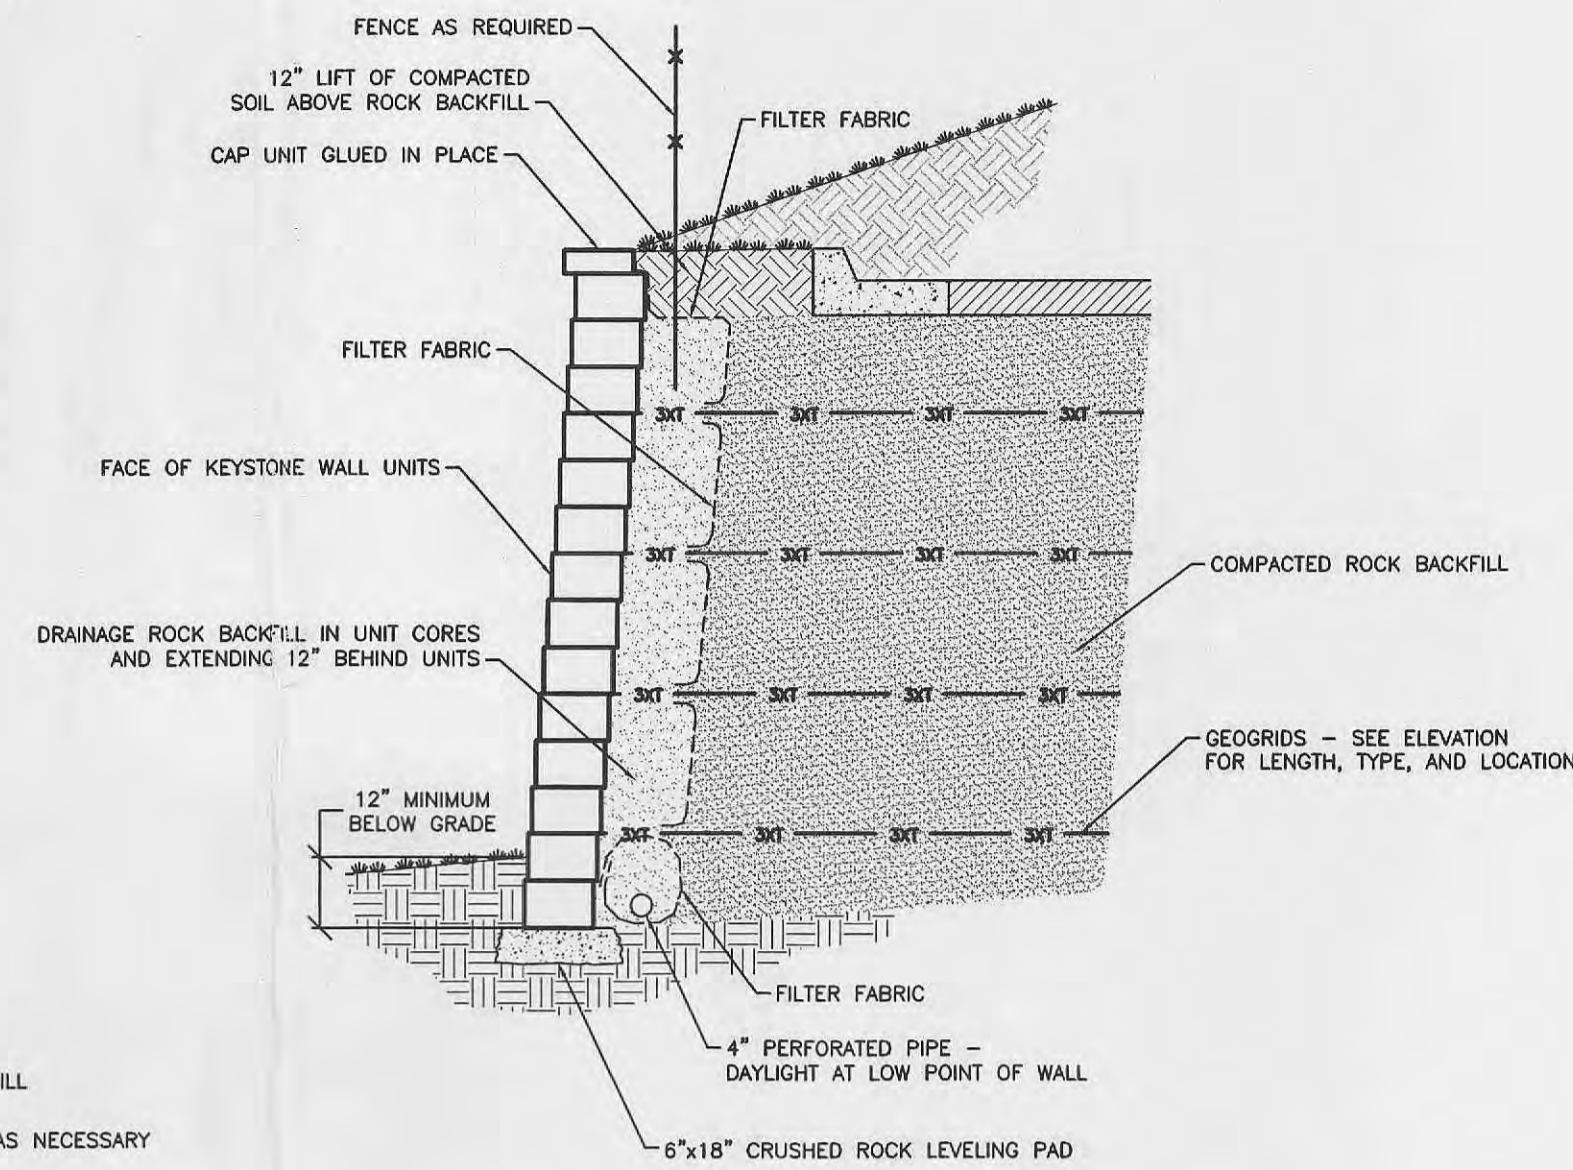 FENCE AS REQUIRED
12" LIFT OF COMPACTED
SOIL ABOVE ROCK BACKFILL
FILTER FABRIC
CAP UNIT GLUED IN PLACE
FILTER FABRIC
3XT 3XT 3XT 3XT
FACE OF KEYSTONE WALL UNITS
3XT 3XT 3XT 3XT
COMPACTED ROCK BACKFILL
DRAINAGE ROCK BACKFILL IN UNIT CORES
AND EXTENDING 12" BEHIND UNITS
3XT 3XT 3XT 3XT
GEOGRIDS – SEE ELEVATION
FOR LENGTH, TYPE, AND LOCATION
12" MINIMUM
BELOW GRADE
3XT 3XT 3XT 3XT
FILTER FABRIC
4" PERFORATED PIPE –
DAYLIGHT AT LOW POINT OF WALL
ILL
AS NECESSARY
6"x18" CRUSHED ROCK LEVELING PAD